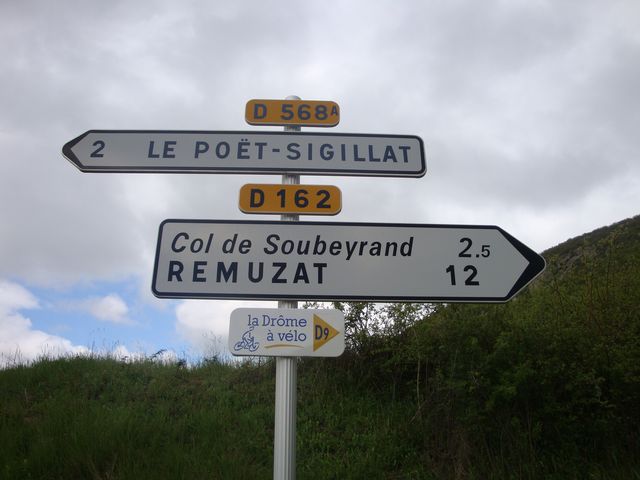 D 568A
2 LE POËT-SIGILLAT
D 162
Col de Soubeyrand 2.5
REMUZAT 12
la Drôme
à vélo
D9